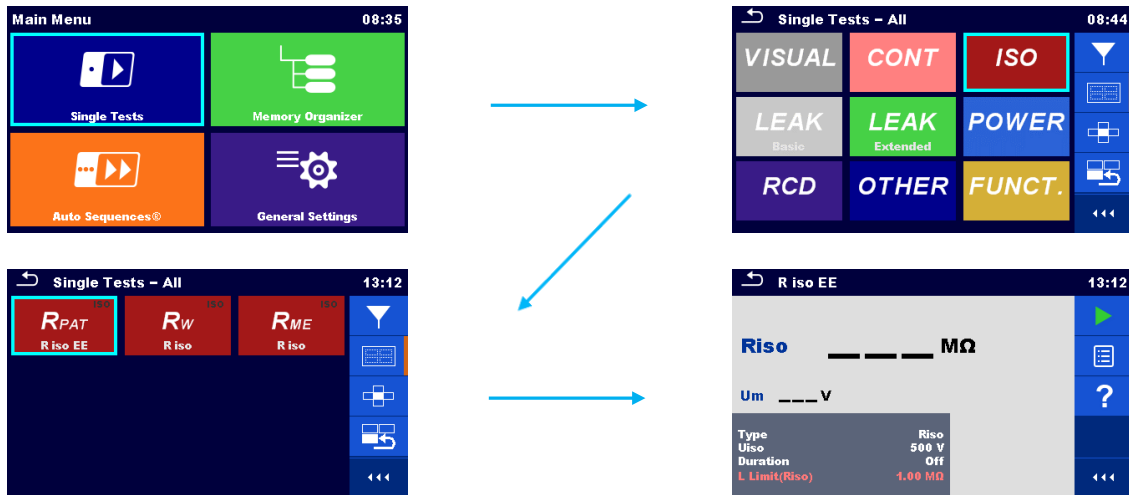 Main Menu 08:35
Single Tests Memory Organizer
Auto Sequences® General Settings
Single Tests – All 08:44
VISUAL CONT ISO
LEAK LEAK POWER
Basic Extended
RCD OTHER FUNCT.
Single Tests – All 13:12
ISO ISO ISO
RPAT RW RME
R iso EE R iso R iso
R iso EE 13:12
Riso ___ MΩ
Um ___ V
?
Type Riso
Uiso 500 V
Duration Off
L Limit(Riso) 1.00 MΩ